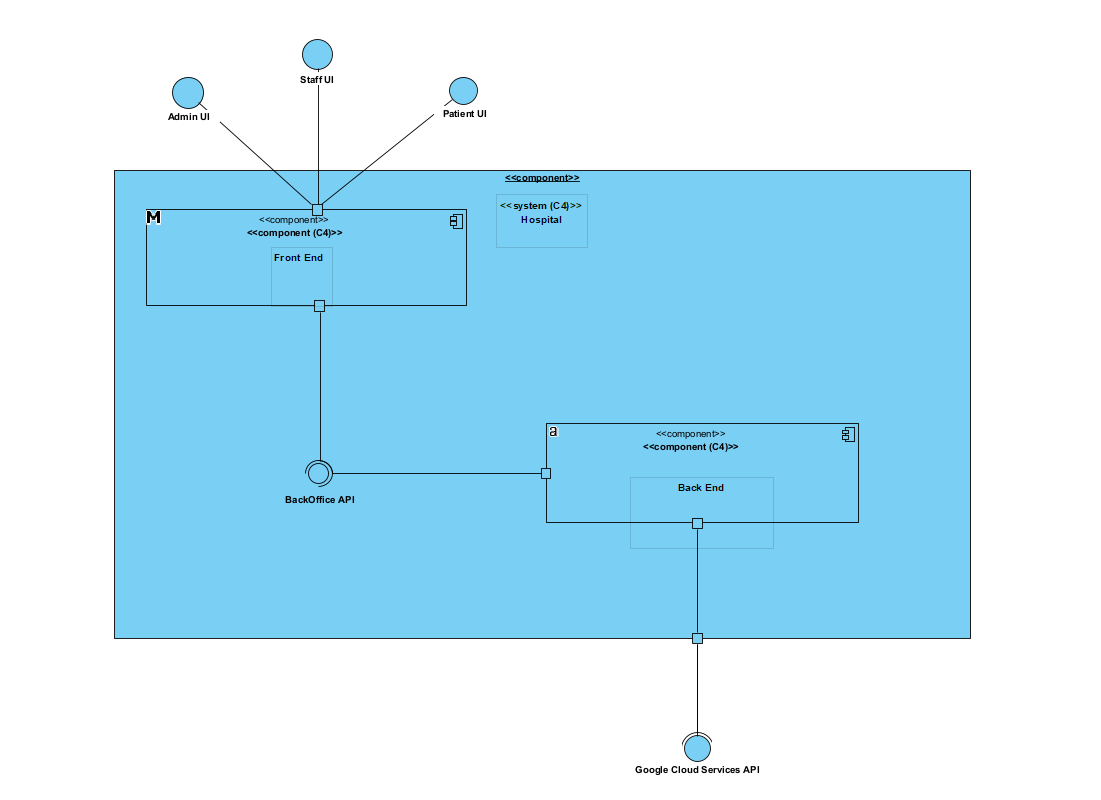 Staff UI
Admin UI
Patient UI
<<component>>
<<system (C4)>>
Hospital
M
<<component>>
<<component (C4)>>
Front End
a
<<component>>
<<component (C4)>>
Back End
BackOffice API
Google Cloud Services API